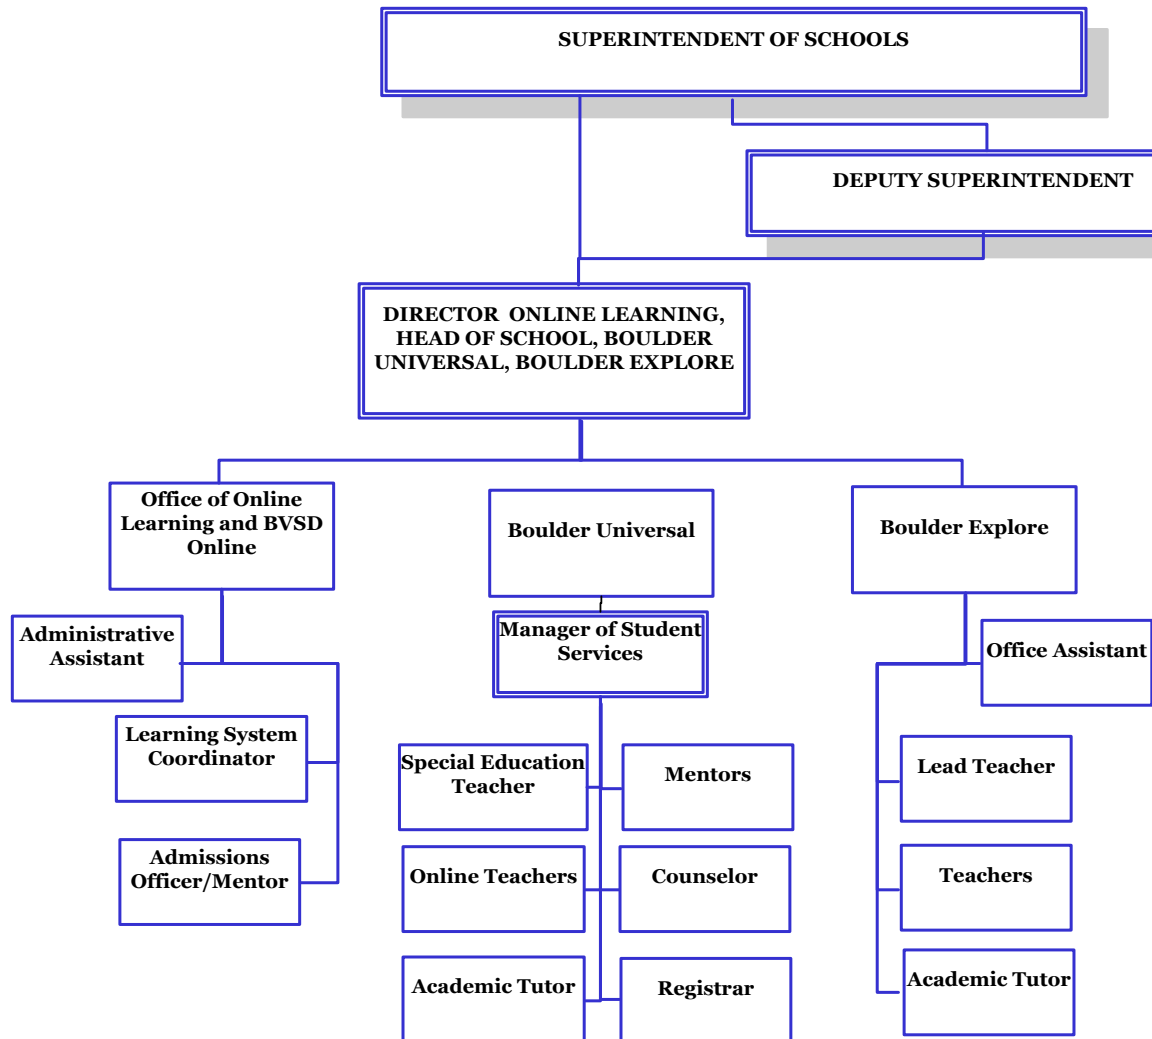 SUPERINTENDENT OF SCHOOLS
DEPUTY SUPERINTENDENT
DIRECTOR ONLINE LEARNING,
HEAD OF SCHOOL, BOULDER
UNIVERSAL, BOULDER EXPLORE
Office of Online
Learning and BVSD
Online
Boulder Universal
Boulder Explore
Administrative
Assistant
Manager of Student
Services
Office Assistant
Learning System
Coordinator
Special Education
Teacher
Mentors
Lead Teacher
Admissions
Officer/Mentor
Online Teachers
Counselor
Teachers
Academic Tutor
Registrar
Academic Tutor